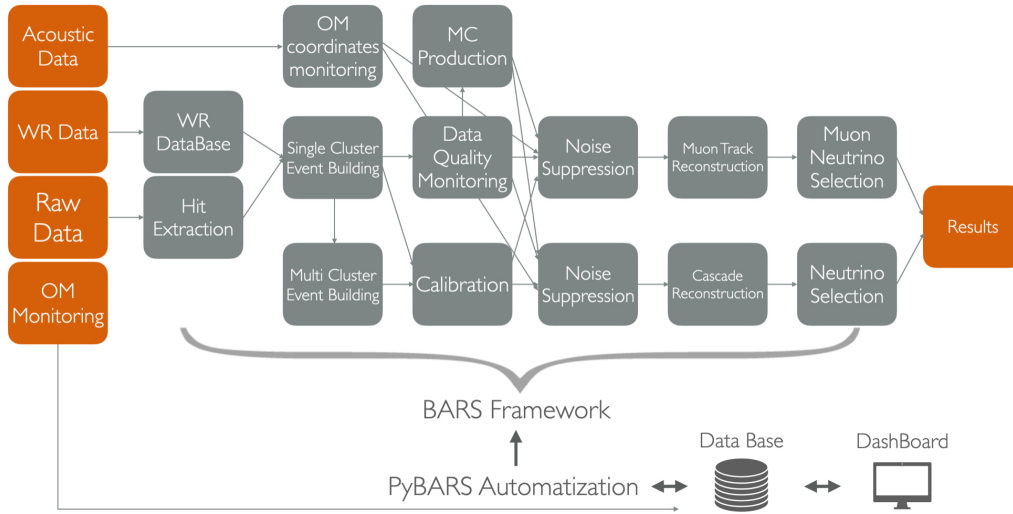 Acoustic
Data
OM
coordinates
monitoring
MC
Production
WR Data
WR
DataBase
Single Cluster
Event Building
Data
Quality
Monitoring
Noise
Suppression
Muon Track
Reconstruction
Muon
Neutrino
Selection
Raw
Data
Hit
Extraction
Results
OM
Monitoring
Multi Cluster
Event Building
Calibration
Noise
Suppression
Cascade
Reconstruction
Neutrino
Selection
BARS Framework
Data Base
DashBoard
PyBARS Automatization